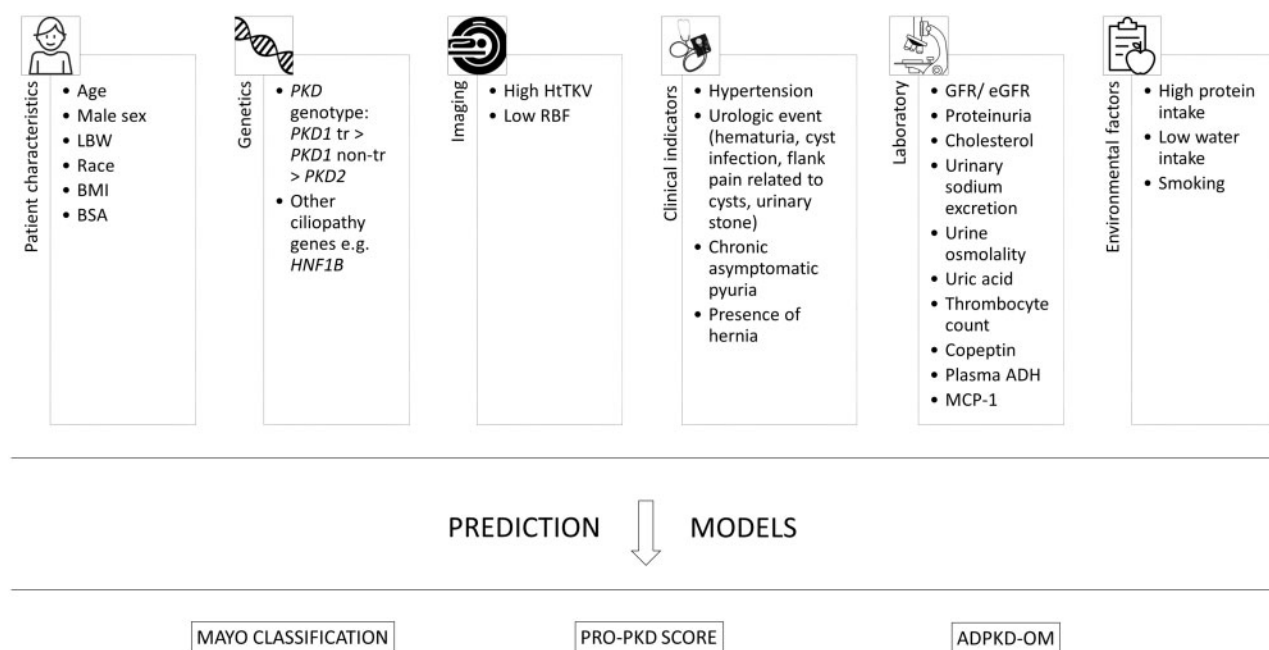 Patient characteristics
• Age
• Male sex
• LBW
• Race
• BMI
• BSA
Genetics
• PKD
genotype:
PKD1 tr >
PKD1 non-tr
> PKD2
• Other
ciliopathy
genes e.g.
HNF1B
Imaging
• High HtTKV
• Low RBF
Clinical indicators
• Hypertension
• Urologic event
(hematuria, cyst
infection, flank
pain related to
cysts, urinary
stone)
• Chronic
asymptomatic
pyuria
• Presence of
hernia
Laboratory
• GFR/ eGFR
• Proteinuria
• Cholesterol
• Urinary
sodium
excretion
• Urine
osmolality
• Uric acid
• Thrombocyte
count
• Copeptin
• Plasma ADH
• MCP-1
Environmental factors
• High protein
intake
• Low water
intake
• Smoking
PREDICTION MODELS
MAYO CLASSIFICATION
PRO-PKD SCORE
ADPKD-OM